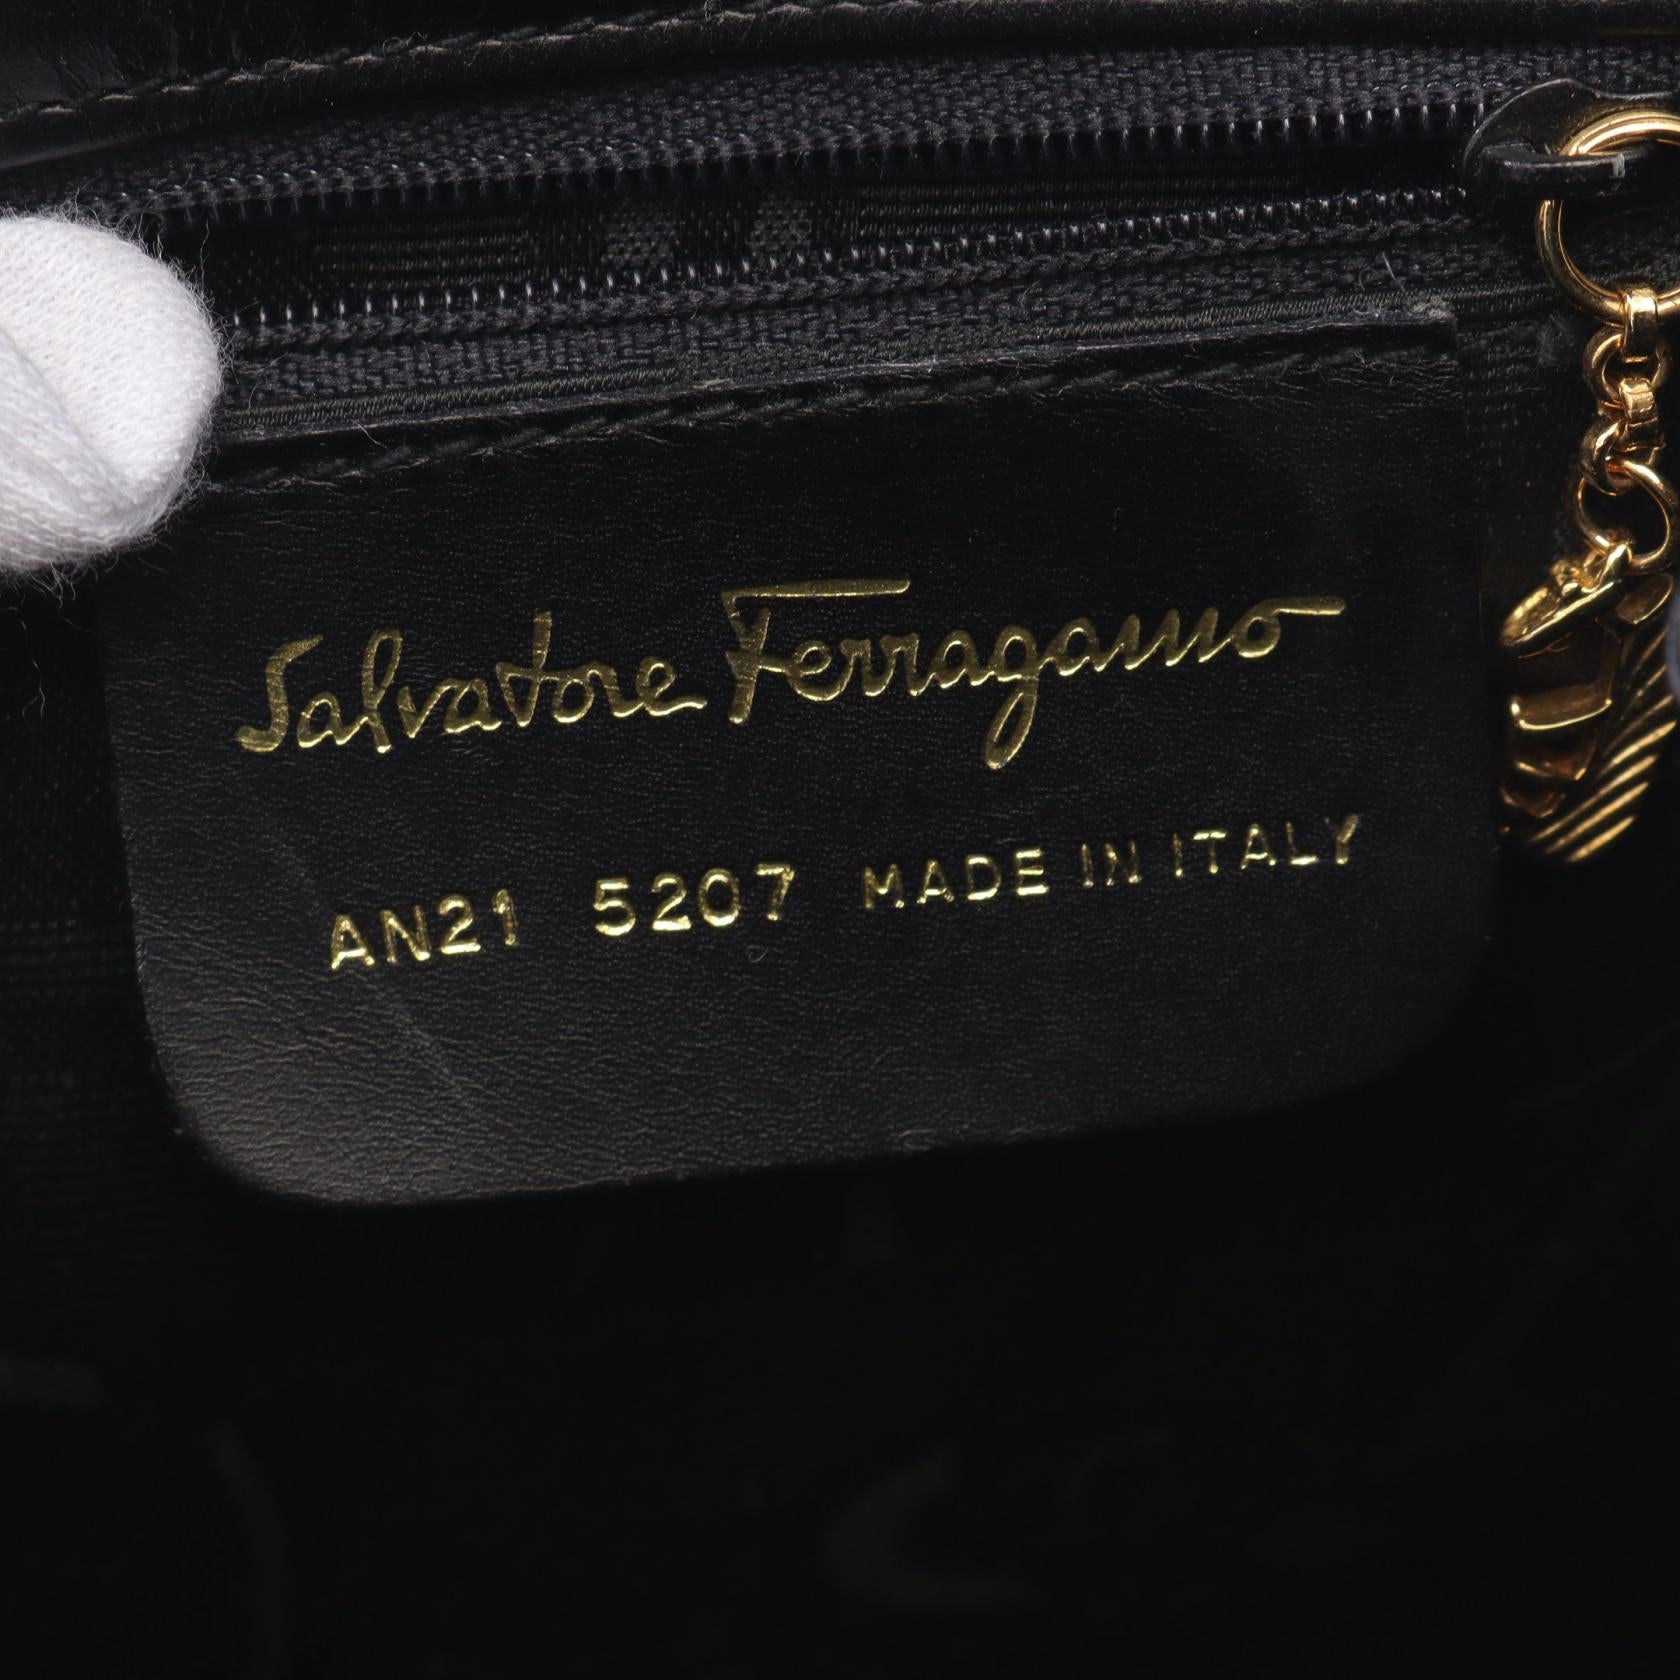 Salvatore Ferragamo
AN21 5207 MADE IN ITALY